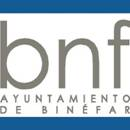 bnf
AYUNTAMIENTO
DE BINÉFAR